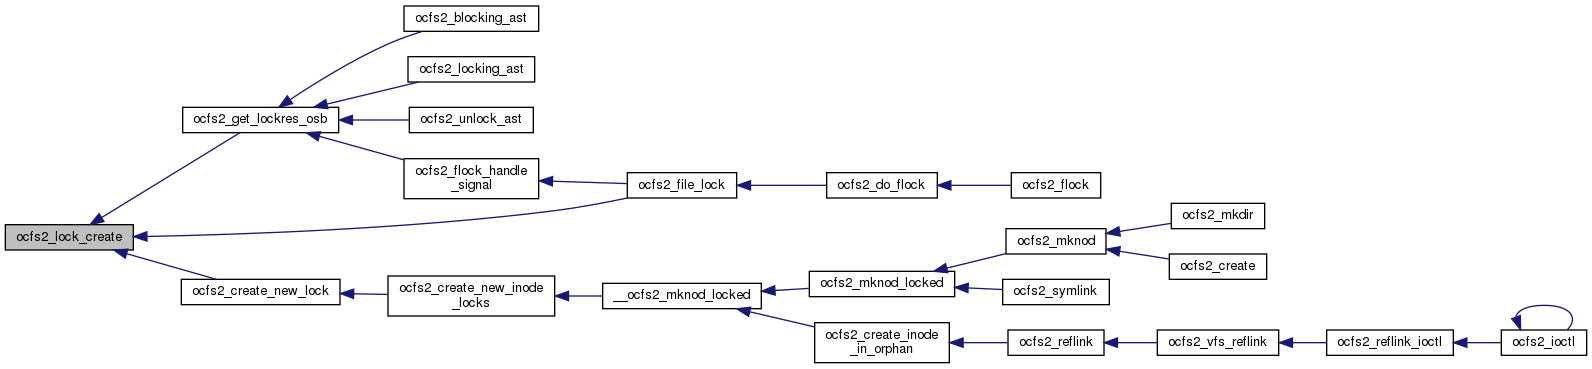 ocfs2_blocking_ast
ocfs2_locking_ast
ocfs2_get_lockres_osb
ocfs2_unlock_ast
ocfs2_flock_handle
_signal
ocfs2_file_lock
ocfs2_do_flock
ocfs2_flock
ocfs2_lock_create
ocfs2_mkdir
ocfs2_mknod
ocfs2_create
ocfs2_create_new_lock
ocfs2_create_new_inode
_locks
__ocfs2_mknod_locked
ocfs2_mknod_locked
ocfs2_symlink
ocfs2_create_inode
_in_orphan
ocfs2_reflink
ocfs2_vfs_reflink
ocfs2_reflink_ioctl
ocfs2_ioctl